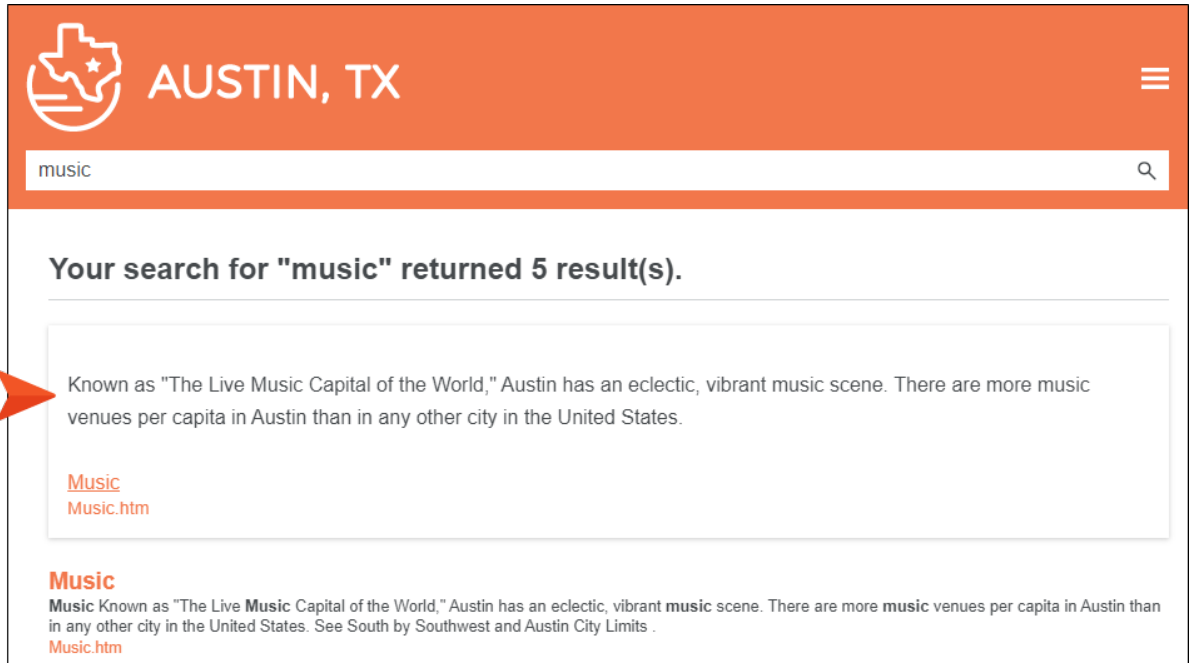 AUSTIN, TX
music
Your search for "music" returned 5 result(s).
Known as "The Live Music Capital of the World," Austin has an eclectic, vibrant music scene. There are more music
venues per capita in Austin than in any other city in the United States.
Music
Music.htm
Music
Music Known as "The Live Music Capital of the World," Austin has an eclectic, vibrant music scene. There are more music venues per capita in Austin than
in any other city in the United States. See South by Southwest and Austin City Limits .
Music.htm